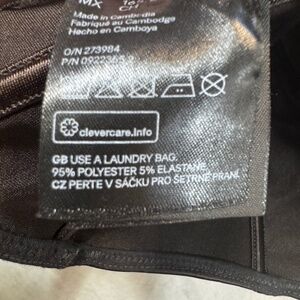 MX
Made in Cambodia
Fabriqué au Cambodge
Hecho en Camboya
O/N 273984
clevercare.info
GB USE A LAUNDRY BAG.
95% POLYESTER 5% ELASTANE
CZ PERTE V SÁČKU PRO ŠETRNÉ PRANÍ